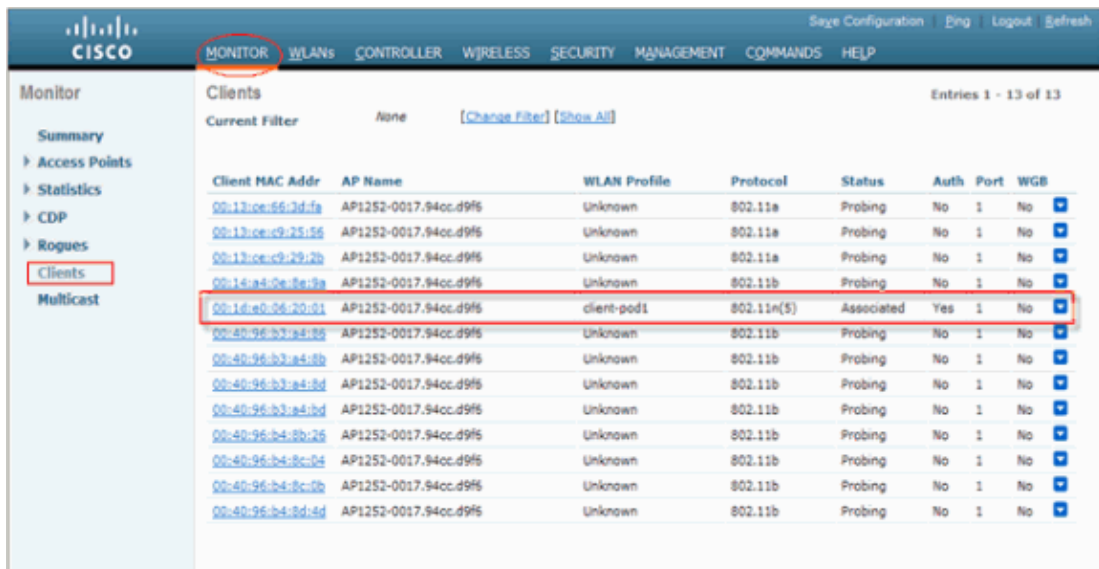 Save Configuration Ping Logout Refresh
CISCO
MONITOR WLANs CONTROLLER WIRELESS SECURITY MANAGEMENT COMMANDS HELP
Monitor
Summary
Access Points
Statistics
CDP
Rogues
Clients
Multicast
Clients
Entries 1 - 13 of 13
Current Filter None [Change Filter] [Show All]
Client MAC Addr AP Name WLAN Profile Protocol Status Auth Port WGB
00:13:ce:66:3d:fa AP1252-0017.94cc.d9f6 Unknown 802.11a Probing No 1 No
00:13:ce:c9:25:56 AP1252-0017.94cc.d9f6 Unknown 802.11a Probing No 1 No
00:13:ce:c9:29:2b AP1252-0017.94cc.d9f6 Unknown 802.11a Probing No 1 No
00:14:a4:0e:8e:9a AP1252-0017.94cc.d9f6 Unknown 802.11b Probing No 1 No
00:1d:e0:06:20:01 AP1252-0017.94cc.d9f6 client-pod1 802.11n(5) Associated Yes 1 No
00:40:96:b3:a4:86 AP1252-0017.94cc.d9f6 Unknown 802.11b Probing No 1 No
00:40:96:b3:a4:8b AP1252-0017.94cc.d9f6 Unknown 802.11b Probing No 1 No
00:40:96:b3:a4:8d AP1252-0017.94cc.d9f6 Unknown 802.11b Probing No 1 No
00:40:96:b3:a4:bd AP1252-0017.94cc.d9f6 Unknown 802.11b Probing No 1 No
00:40:96:b4:8b:26 AP1252-0017.94cc.d9f6 Unknown 802.11b Probing No 1 No
00:40:96:b4:8c:04 AP1252-0017.94cc.d9f6 Unknown 802.11b Probing No 1 No
00:40:96:b4:8c:0b AP1252-0017.94cc.d9f6 Unknown 802.11b Probing No 1 No
00:40:96:b4:8d:4d AP1252-0017.94cc.d9f6 Unknown 802.11b Probing No 1 No